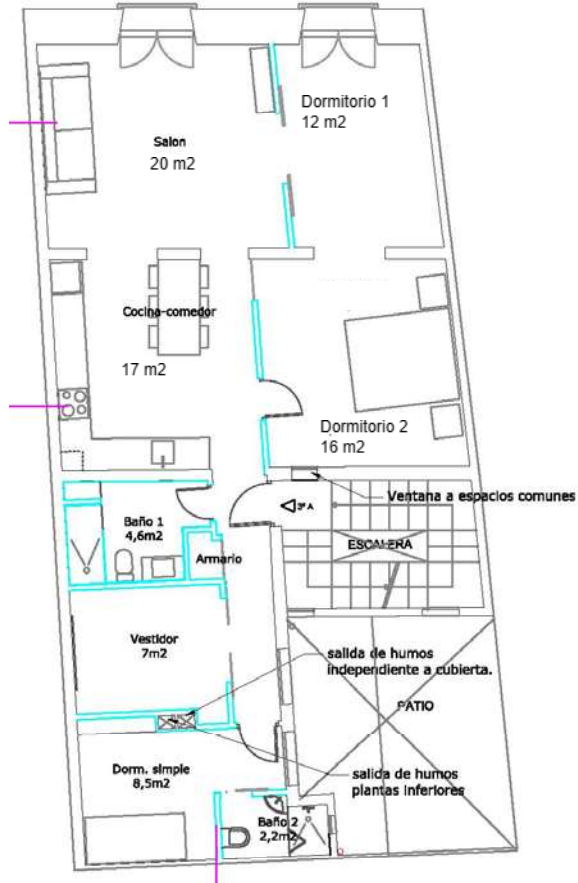 Dormitorio 1
12 m2
Salon
20 m2
Cocina-comedor
17 m2
Dormitorio 2
16 m2
Ventana a espacios comunes
3º A
Baño 1
4,6m2
ESCALERA
Armario
Vestidor
7m2
salida de humos
independiente a cubierta.
PATIO
Dorm. simple
8,5m2
salida de humos
plantas inferiores
Baño 2
2,2m2